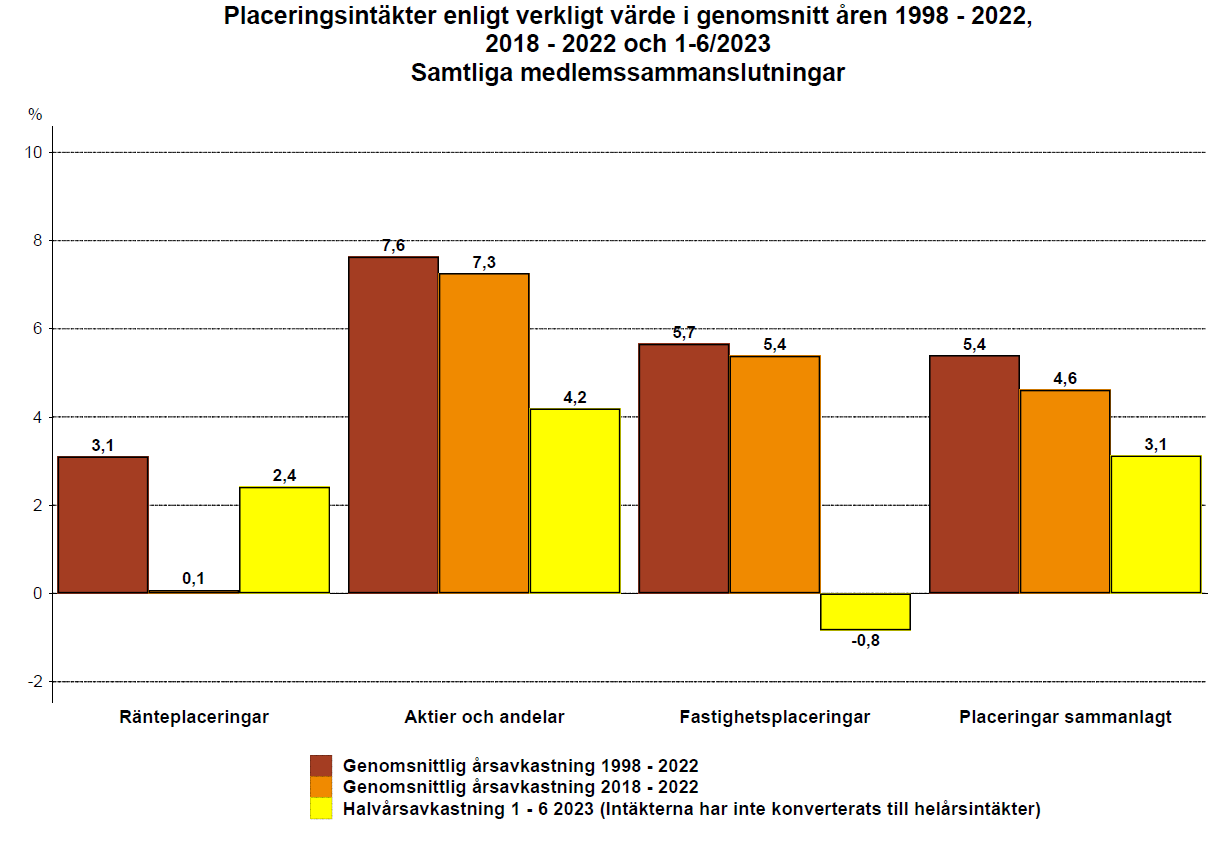 Placeringsintäkter enligt verkligt värde i genomsnitt åren 1998 - 2022,
2018 - 2022 och 1-6/2023
Samtliga medlemssammanslutningar
%
10
8
6
4
2
0
-2
3,1
0,1
2,4
7,6
7,3
4,2
5,7
5,4
-0,8
5,4
4,6
3,1
Ränteplaceringar
Aktier och andelar
Fastighetsplaceringar
Placeringar sammanlagt
Genomsnittlig årsavkastning 1998 - 2022
Genomsnittlig årsavkastning 2018 - 2022
Halvårsavkastning 1 - 6 2023 (Intäkterna har inte konverterats till helårsintäkter)